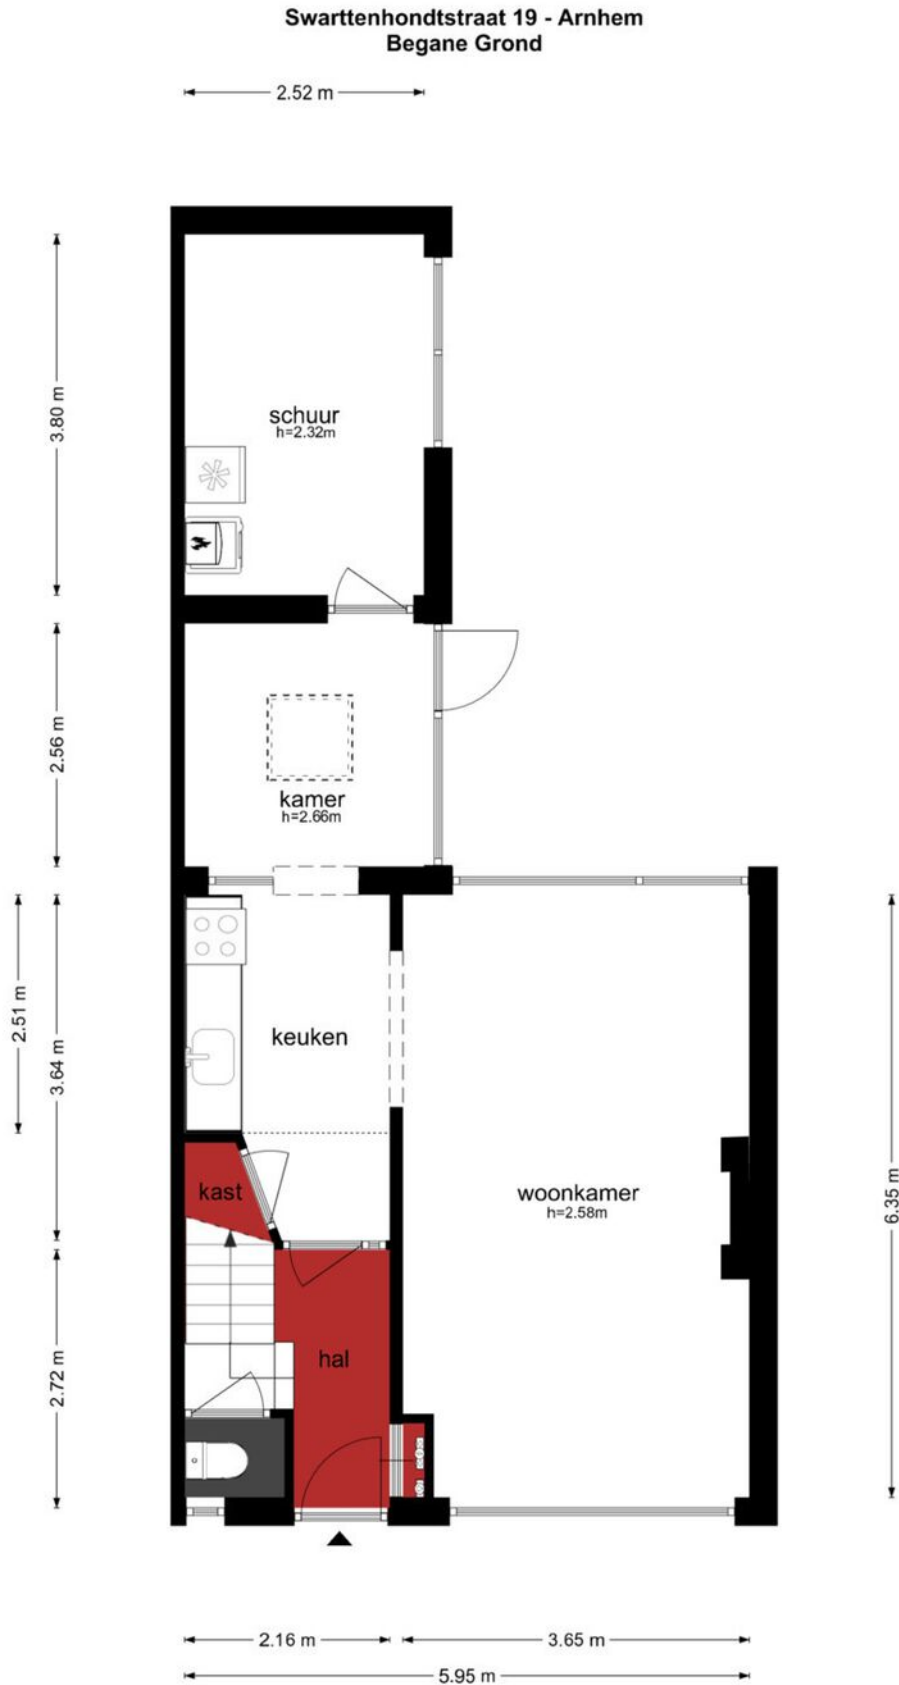 Swarttenhondtstraat 19 - Arnhem
Begane Grond
2.52 m
3.80 m
schuur
h=2.32m
2.56 m
kamer
h=2.66m
2.51 m
3.64 m
keuken
kast
woonkamer
h=2.58m
6.35 m
hal
2.72 m
2.16 m
3.65 m
5.95 m